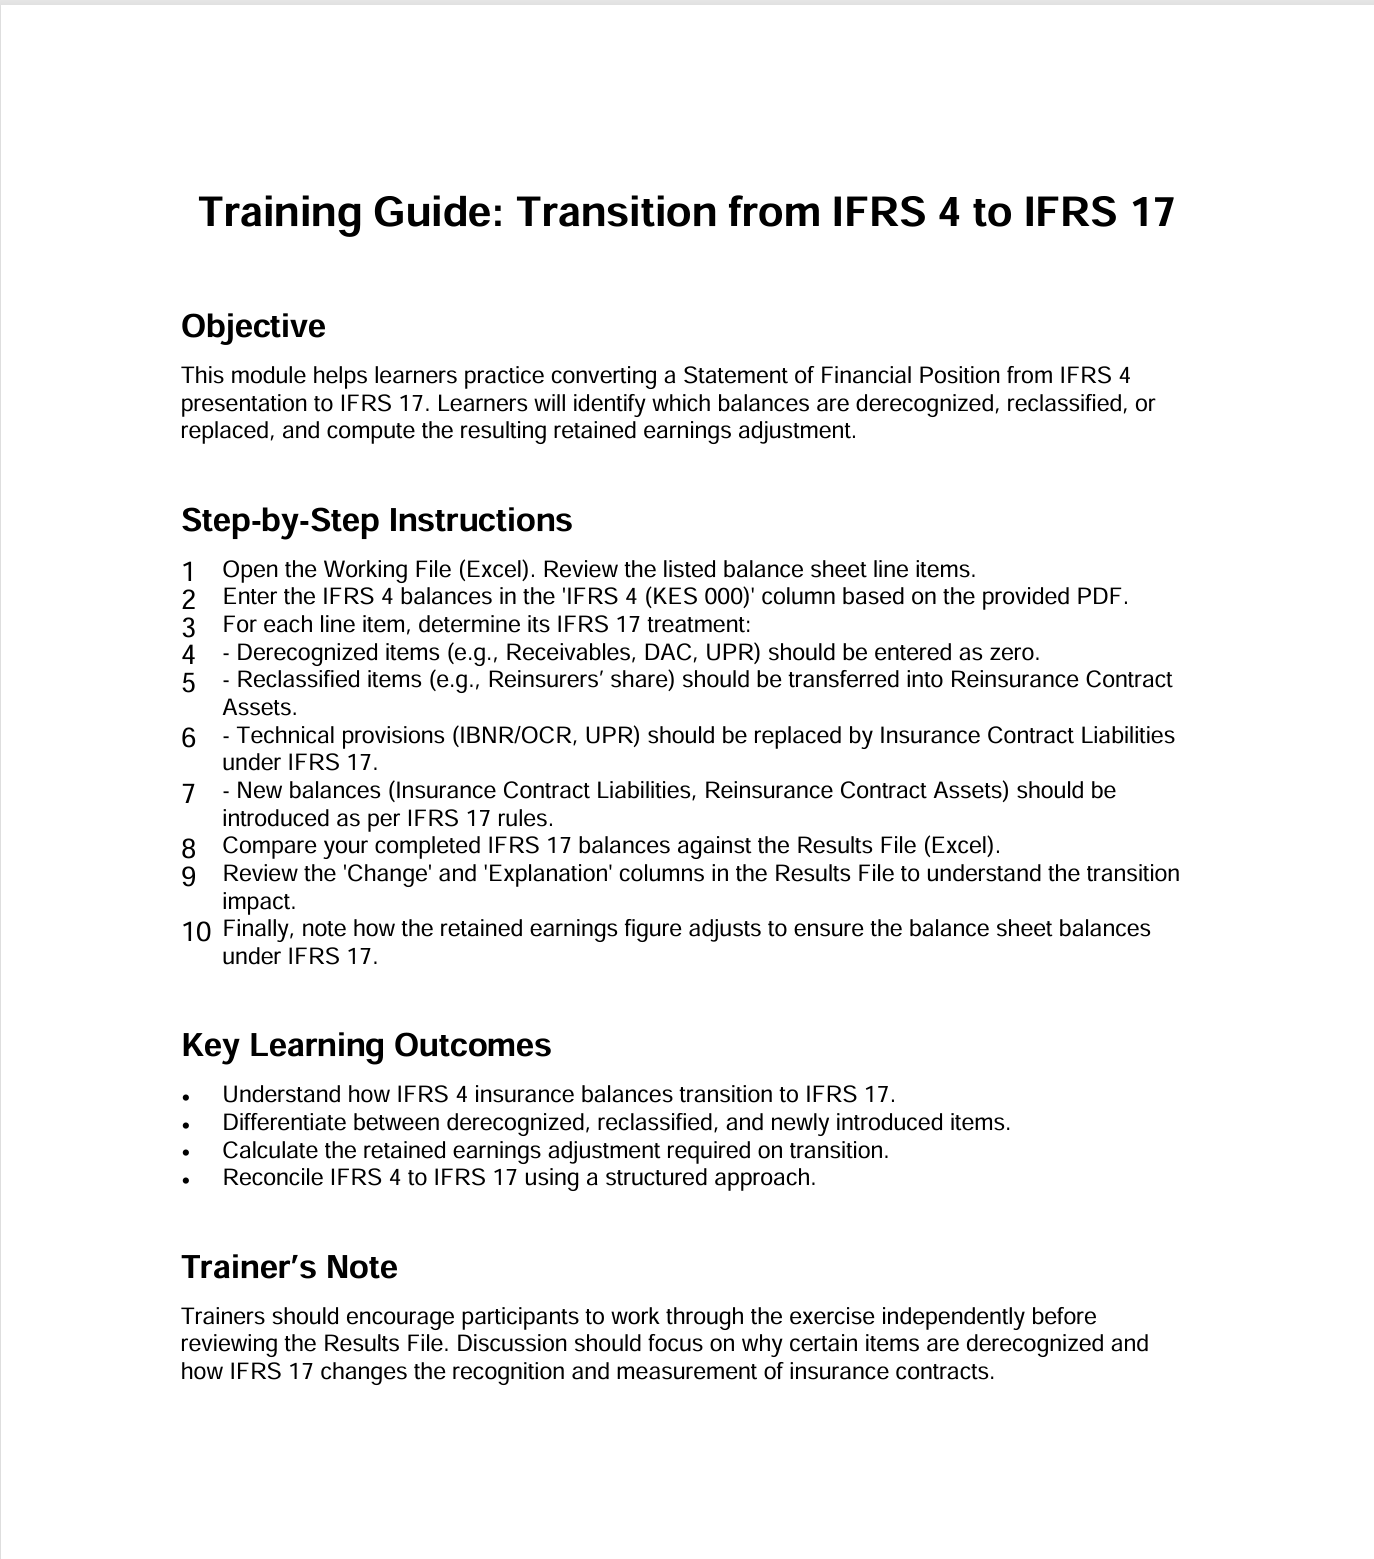 Training Guide: Transition from IFRS 4 to IFRS 17
Objective
This module helps learners practice converting a Statement of Financial Position from IFRS 4
presentation to IFRS 17. Learners will identify which balances are derecognized, reclassified, or
replaced, and compute the resulting retained earnings adjustment.
Step-by-Step Instructions
1 Open the Working File (Excel). Review the listed balance sheet line items.
2 Enter the IFRS 4 balances in the 'IFRS 4 (KES 000)' column based on the provided PDF.
3 For each line item, determine its IFRS 17 treatment:
4 - Derecognized items (e.g., Receivables, DAC, UPR) should be entered as zero.
5 - Reclassified items (e.g., Reinsurers’ share) should be transferred into Reinsurance Contract
Assets.
6 - Technical provisions (IBNR/OCR, UPR) should be replaced by Insurance Contract Liabilities
under IFRS 17.
7 - New balances (Insurance Contract Liabilities, Reinsurance Contract Assets) should be
introduced as per IFRS 17 rules.
8 Compare your completed IFRS 17 balances against the Results File (Excel).
9 Review the 'Change' and 'Explanation' columns in the Results File to understand the transition
impact.
10 Finally, note how the retained earnings figure adjusts to ensure the balance sheet balances
under IFRS 17.
Key Learning Outcomes
• Understand how IFRS 4 insurance balances transition to IFRS 17.
• Differentiate between derecognized, reclassified, and newly introduced items.
• Calculate the retained earnings adjustment required on transition.
• Reconcile IFRS 4 to IFRS 17 using a structured approach.
Trainer’s Note
Trainers should encourage participants to work through the exercise independently before
reviewing the Results File. Discussion should focus on why certain items are derecognized and
how IFRS 17 changes the recognition and measurement of insurance contracts.